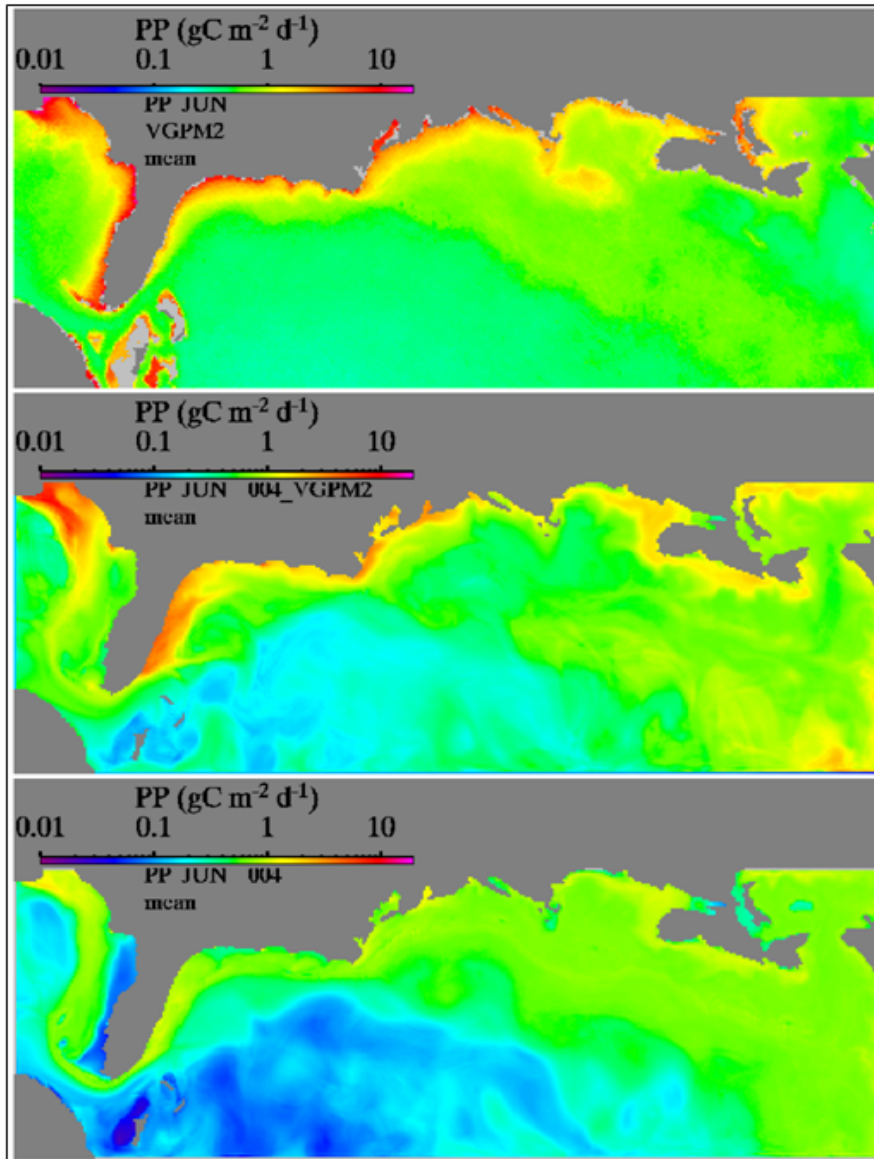 PP (gC m⁻² d⁻¹)
0.01 0.1 1 10
PP JUN
VGPM2
mean
PP (gC m⁻² d⁻¹)
0.01 0.1 1 10
PP JUN 004_VGPM2
mean
PP (gC m⁻² d⁻¹)
0.01 0.1 1 10
PP JUN 004
mean